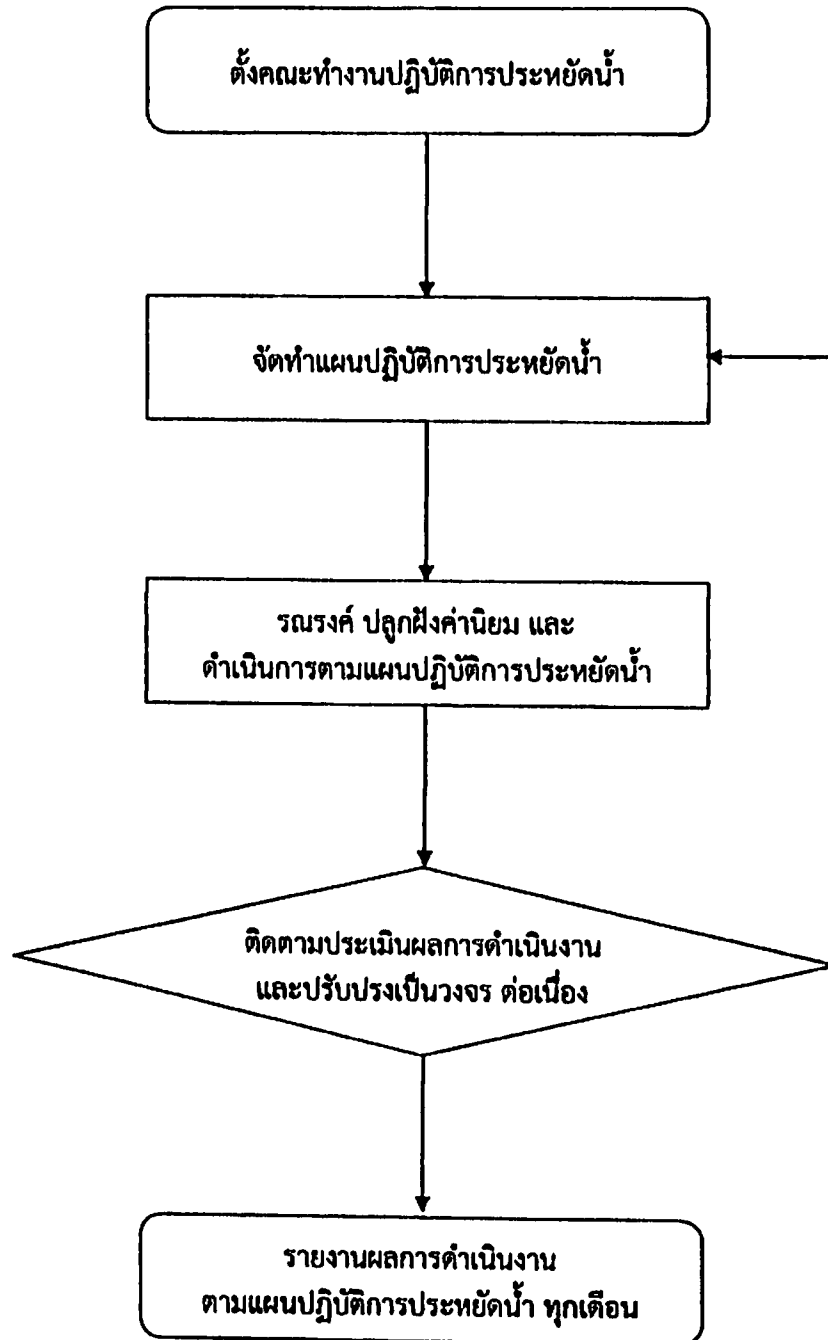 ตั้งคณะทำงานปฏิบัติการประหยัดน้ำ
จัดทำแผนปฏิบัติการประหยัดน้ำ
รณรงค์ ปลูกฝังค่านิยม และ
ดำเนินการตามแผนปฏิบัติการประหยัดน้ำ
ติดตามประเมินผลการดำเนินงาน
และปรับปรงเป็นวงจร ต่อเนื่อง
รายงานผลการดำเนินงาน
ตามแผนปฏิบัติการประหยัดน้ำ ทุกเดือน